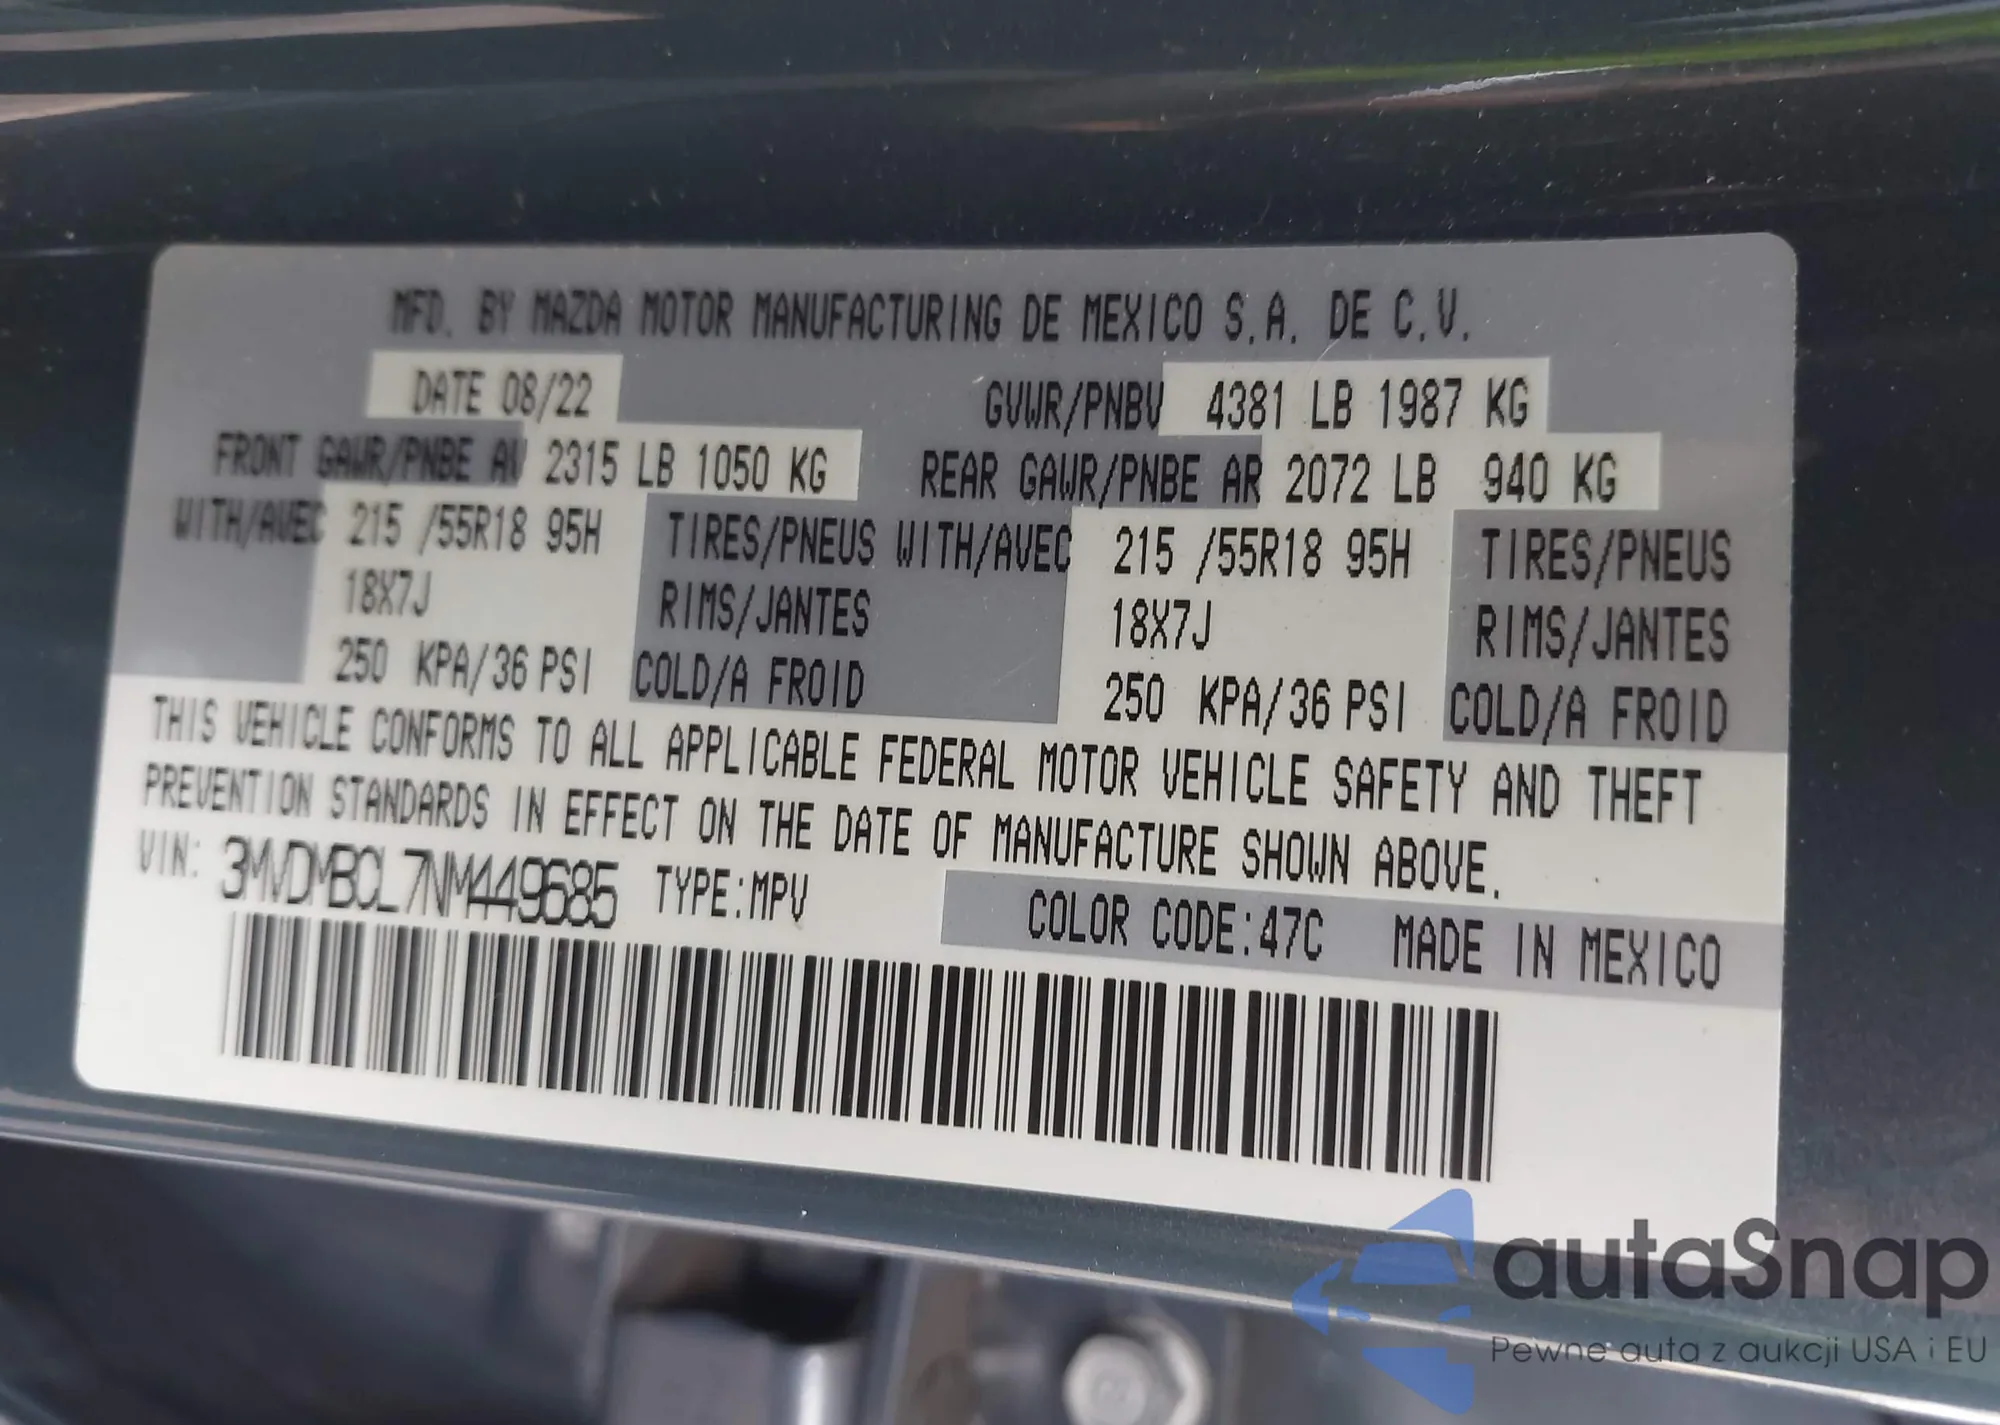 MFD. BY MAZDA MOTOR MANUFACTURING DE MEXICO S.A. DE C.V.
DATE 08/22 GVWR/PNBV 4381 LB 1987 KG
FRONT GAWR/PNBE AV 2315 LB 1050 KG REAR GAWR/PNBE AR 2072 LB 940 KG
WITH/AVEC 215 /55R18 95H TIRES/PNEUS WITH/AVEC 215 /55R18 95H TIRES/PNEUS
18X7J RIMS/JANTES 18X7J RIMS/JANTES
250 KPA/36 PSI COLD/A FROID 250 KPA/36 PSI COLD/A FROID
THIS VEHICLE CONFORMS TO ALL APPLICABLE FEDERAL MOTOR VEHICLE SAFETY AND THEFT
PREVENTION STANDARDS IN EFFECT ON THE DATE OF MANUFACTURE SHOWN ABOVE.
VIN: 3MVDMBCL7NM449685 TYPE:MPV
COLOR CODE:47C MADE IN MEXICO
autaSnap
Pewne auta z aukcji USA i EU